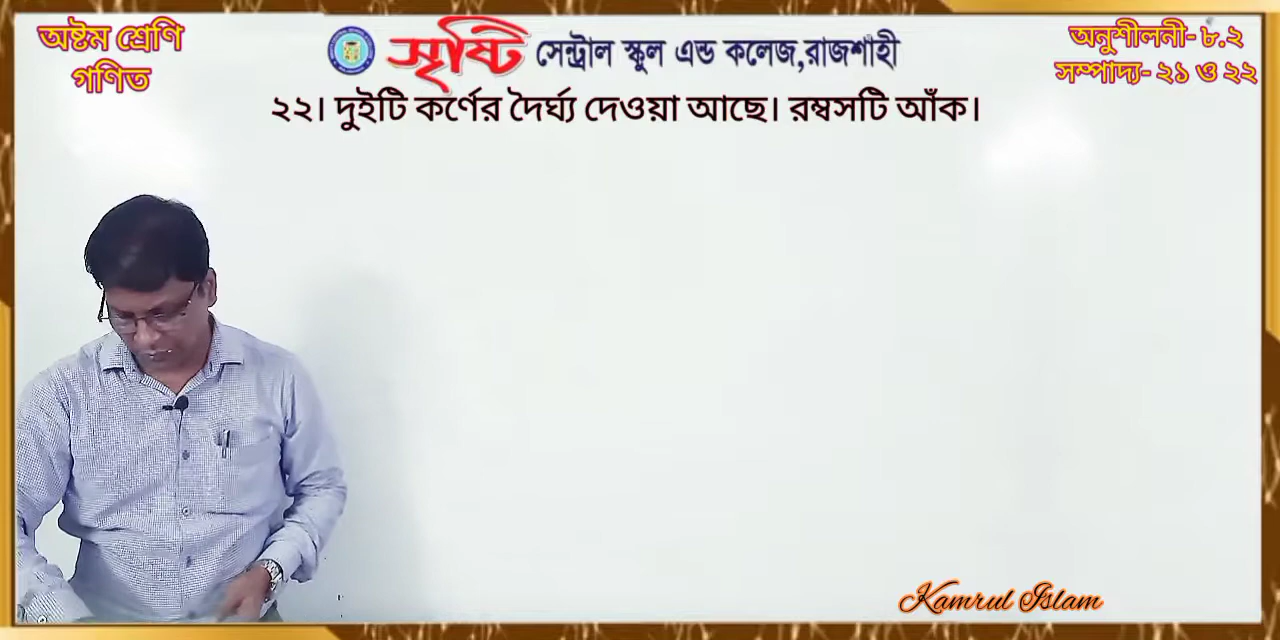 অষ্টম শ্রেণি
গণিত
সৃষ্টি সেন্ট্রাল স্কুল এন্ড কলেজ,রাজশাহী
অনুশীলনী- ৮.২
সম্পাদ্য- ২১ ও ২২
২২। দুইটি কর্ণের দৈর্ঘ্য দেওয়া আছে। রম্বসটি আঁক।
Kamrul Islam